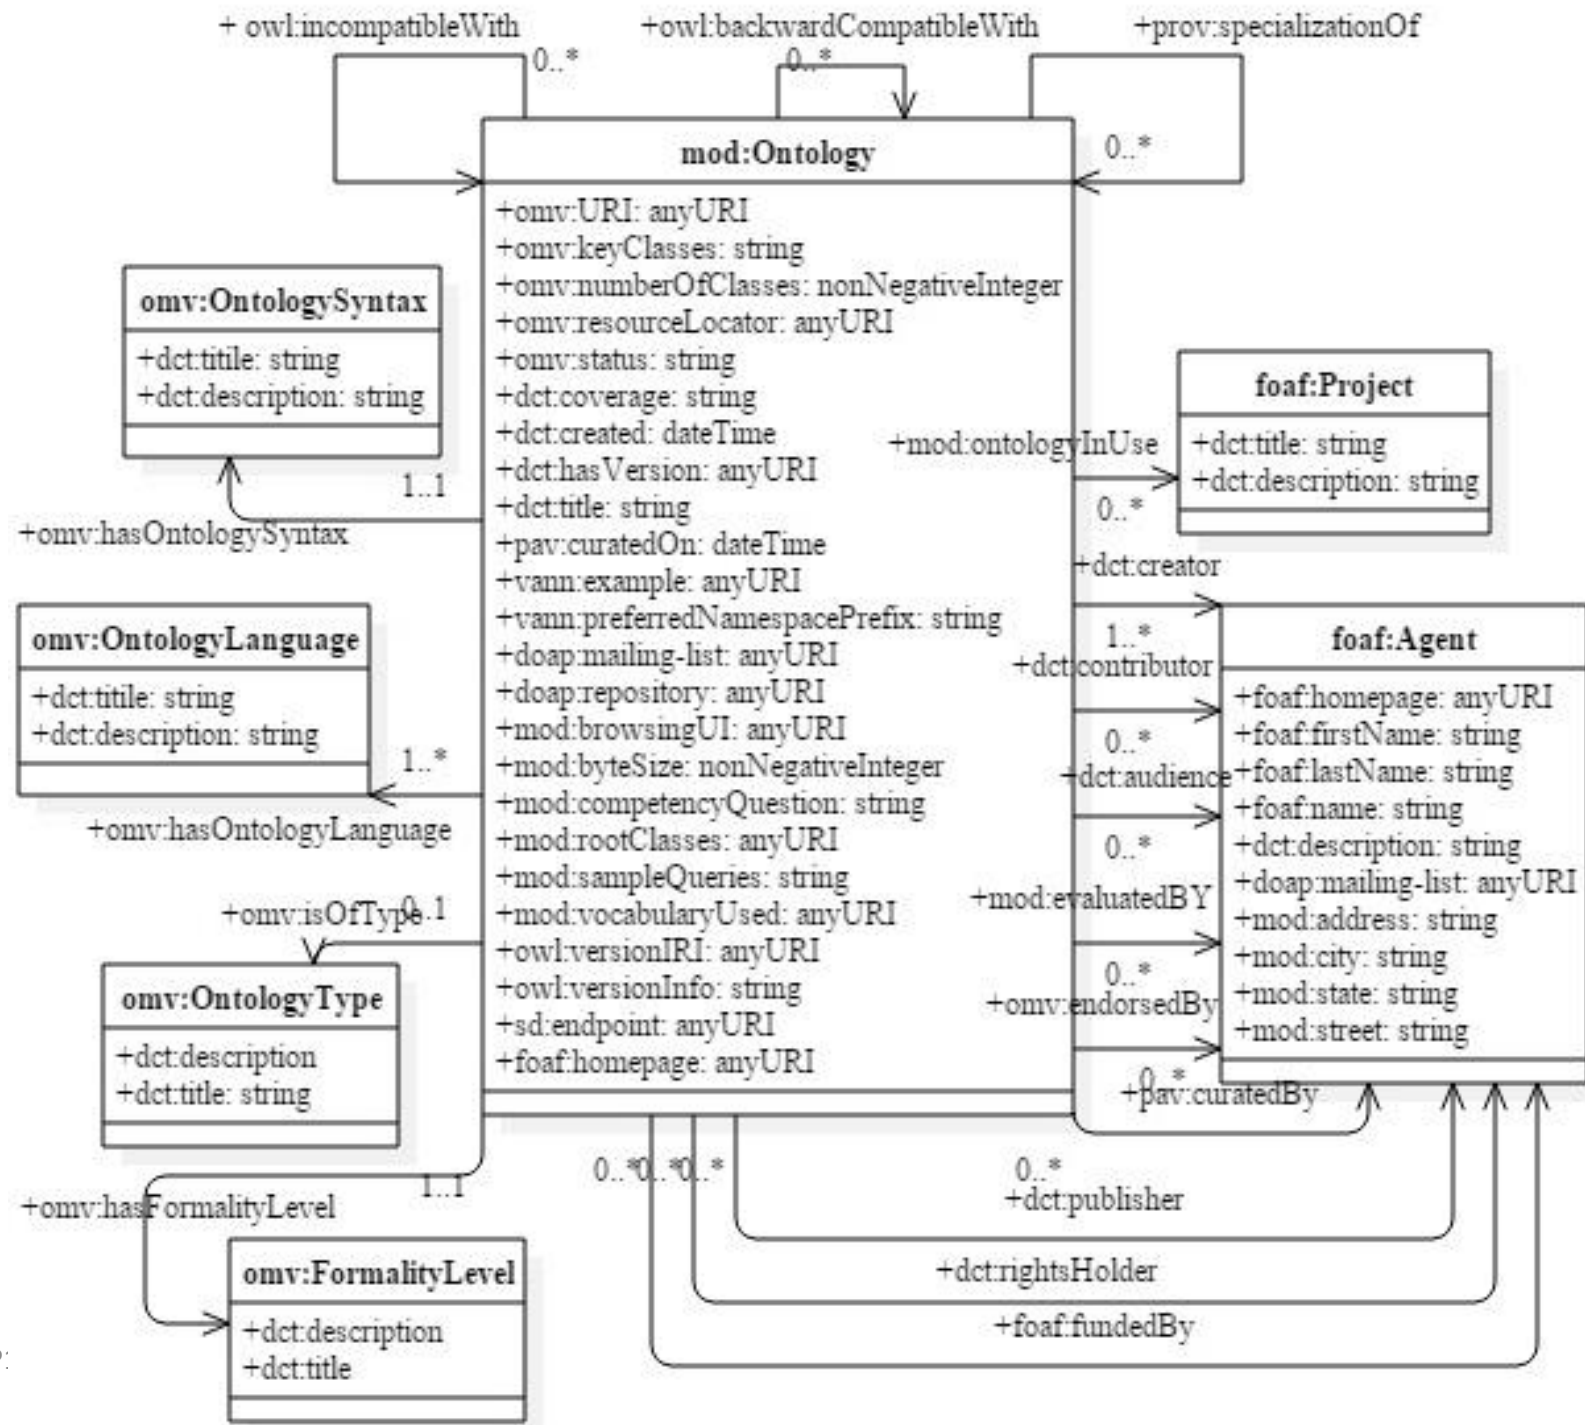 + owl:incompatibleWith
0..*
+owl:backwardCompatibleWith
0..*
+prov:specializationOf
0..*
mod:Ontology
+omv:URI: anyURI
+omv:keyClasses: string
+omv:numberOfClasses: nonNegativeInteger
+omv:resourceLocator: anyURI
+omv:status: string
+dct:coverage: string
+dct:created: dateTime
+dct:hasVersion: anyURI
+dct:title: string
+pav:curatedOn: dateTime
+vann:example: anyURI
+vann:preferredNamespacePrefix: string
+doap:mailing-list: anyURI
+doap:repository: anyURI
+mod:browsingUI: anyURI
+mod:byteSize: nonNegativeInteger
+mod:competencyQuestion: string
+mod:rootClasses: anyURI
+mod:sampleQueries: string
+mod:vocabularyUsed: anyURI
+owl:versionIRI: anyURI
+owl:versionInfo: string
+sd:endpoint: anyURI
+foaf:homepage: anyURI
omv:OntologySyntax
+dct:titile: string
+dct:description: string
1..1
+omv:hasOntologySyntax
omv:OntologyLanguage
+dct:titile: string
+dct:description: string
1..*
+omv:hasOntologyLanguage
+omv:isOfType
0..1
omv:OntologyType
+dct:description
+dct:title: string
1..1
+omv:hasFormalityLevel
omv:FormalityLevel
+dct:description
+dct:title
foaf:Project
+dct:title: string
+dct:description: string
+mod:ontologyInUse
0..*
+dct:creator
1..*
+dct:contributor
0..*
+dct:audience
0..*
+mod:evaluatedBY
0..*
+omv:endorsedBy
0..*
+pav:curatedBy
foaf:Agent
+foaf:homepage: anyURI
+foaf:firstName: string
+foaf:lastName: string
+foaf:name: string
+dct:description: string
+doap:mailing-list: anyURI
+mod:address: string
+mod:city: string
+mod:state: string
+mod:street: string
0..*
0..*
0..*
0..*
+dct:publisher
+dct:rightsHolder
+foaf:fundedBy